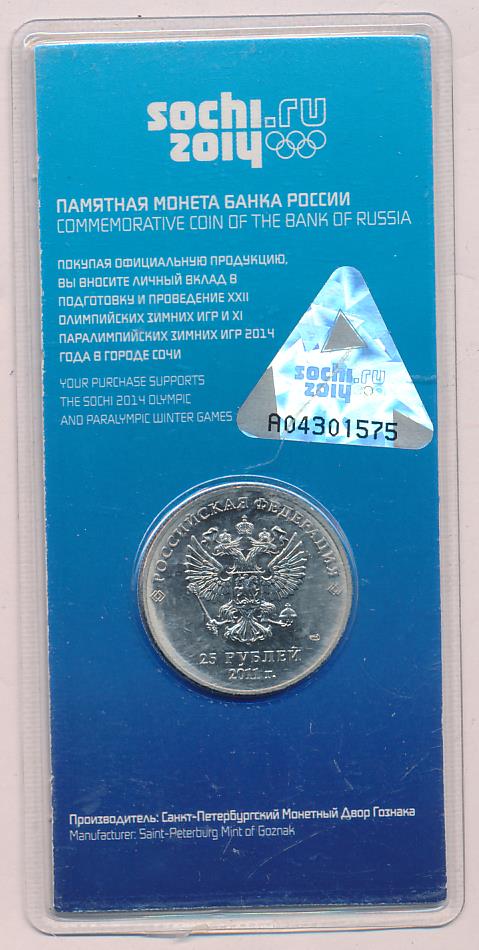 sochi.ru
2014
ПАМЯТНАЯ МОНЕТА БАНКА РОССИИ
COMMEMORATIVE COIN OF THE BANK OF RUSSIA
ПОКУПАЯ ОФИЦИАЛЬНУЮ ПРОДУКЦИЮ,
ВЫ ВНОСИТЕ ЛИЧНЫЙ ВКЛАД В
ПОДГОТОВКУ И ПРОВЕДЕНИЕ XXII
ОЛИМПИЙСКИХ ЗИМНИХ ИГР И XI
ПАРАЛИМПИЙСКИХ ЗИМНИХ ИГР 2014
ГОДА В ГОРОДЕ СОЧИ
YOUR PURCHASE SUPPORTS
THE SOCHI 2014 OLYMPIC
AND PARALYMPIC WINTER GAMES
sochi.ru
2014
A04301575
РОССИЙСКАЯ ФЕДЕРАЦИЯ
25 РУБЛЕЙ
2011 г.
Производитель: Санкт-Петербургский Монетный Двор Гознака
Manufacturer: Saint-Peterburg Mint of Goznak